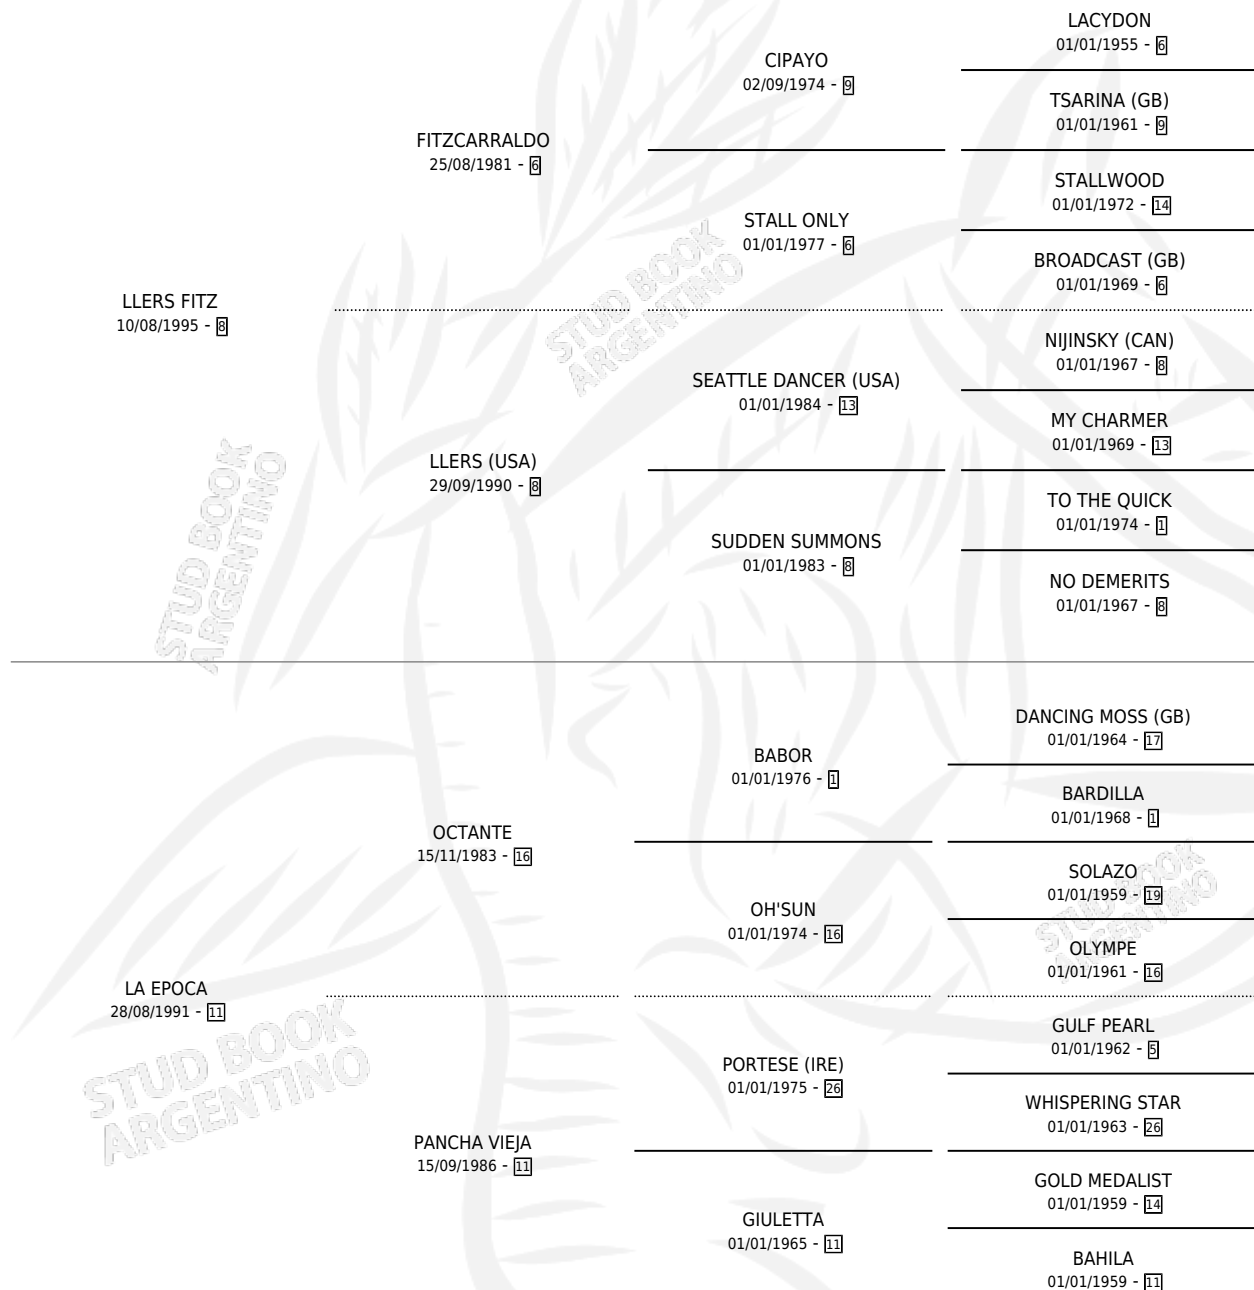 LLERS FITZ
10/08/1995 - 8
FITZCARRALDO
25/08/1981 - 6
CIPAYO
02/09/1974 - 9
LACYDON
01/01/1955 - 6
TSARINA (GB)
01/01/1961 - 9
STALL ONLY
01/01/1977 - 6
STALLWOOD
01/01/1972 - 14
BROADCAST (GB)
01/01/1969 - 6
LLERS (USA)
29/09/1990 - 8
SEATTLE DANCER (USA)
01/01/1984 - 13
NIJINSKY (CAN)
01/01/1967 - 8
MY CHARMER
01/01/1969 - 13
SUDDEN SUMMONS
01/01/1983 - 8
TO THE QUICK
01/01/1974 - 1
NO DEMERITS
01/01/1967 - 8
LA EPOCA
28/08/1991 - 11
OCTANTE
15/11/1983 - 16
BABOR
01/01/1976 - 1
DANCING MOSS (GB)
01/01/1964 - 17
BARDILLA
01/01/1968 - 1
OH'SUN
01/01/1974 - 16
SOLAZO
01/01/1959 - 19
OLYMPE
01/01/1961 - 16
PANCHA VIEJA
15/09/1986 - 11
PORTESE (IRE)
01/01/1975 - 26
GULF PEARL
01/01/1962 - 5
WHISPERING STAR
01/01/1963 - 26
GIULETTA
01/01/1965 - 11
GOLD MEDALIST
01/01/1959 - 14
BAHILA
01/01/1959 - 11
STUD BOOK
ARGENTINO
STUD BOOK
ARGENTINO
STUD BOOK
ARGENTINO
STUD BOOK
ARGENTINO